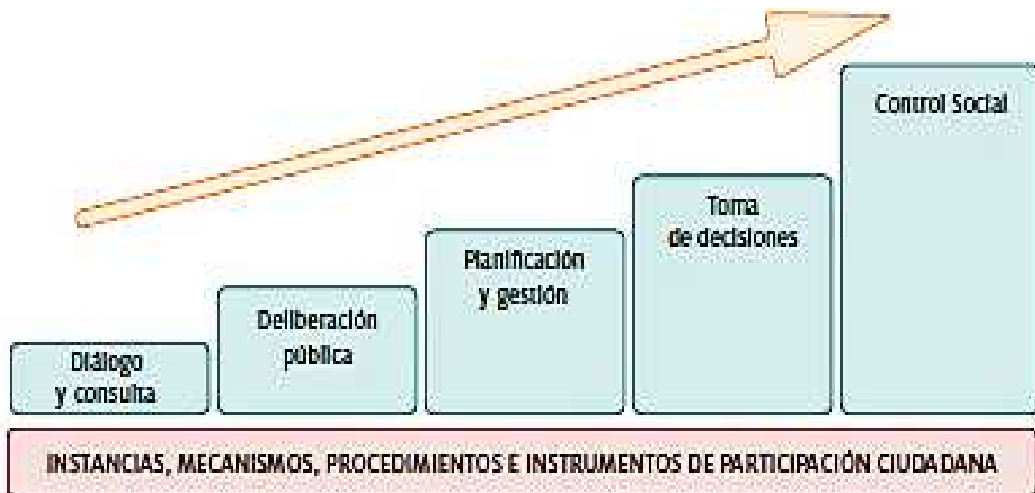 Control Social
Toma
de decisiones
Planificación
y gestión
Deliberación
pública
Diálogo
y consulta
INSTANCIAS, MECANISMOS, PROCEDIMIENTOS E INSTRUMENTOS DE PARTICIPACIÓN CIUDADANA